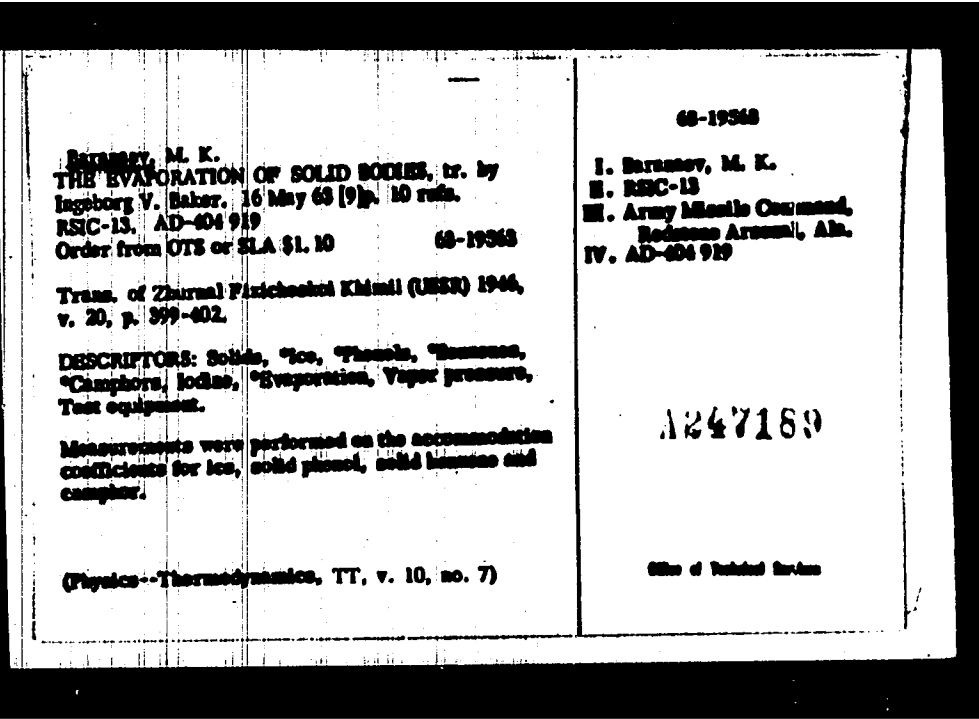 Baranaev, M. K.
THE EVAPORATION OF SOLID BODIES, tr. by
Ingeborg V. Baker. 16 May 63 [9]p. 10 refs.
RSIC-13. AD-404 919
Order from OTS or SLA $1.10 63-19368
Trans. of Zhurnal Fizicheskoi Khimii (USSR) 1946,
v. 20, p. 399-402.
DESCRIPTORS: Solids, *Ice, *Phenols, *Benzenes,
*Camphors, Iodine, *Evaporation, Vapor pressure,
Test equipment.
Measurements were performed on the accommodation
coefficients for ice, solid phenol, solid benzene and
camphor.
(Physics--Thermodynamics, TT, v. 10, no. 7)
63-19368
I. Baranaev, M. K.
II. RSIC-13
III. Army Missile Command,
Redstone Arsenal, Ala.
IV. AD-404 919
A247189
Office of Technical Services